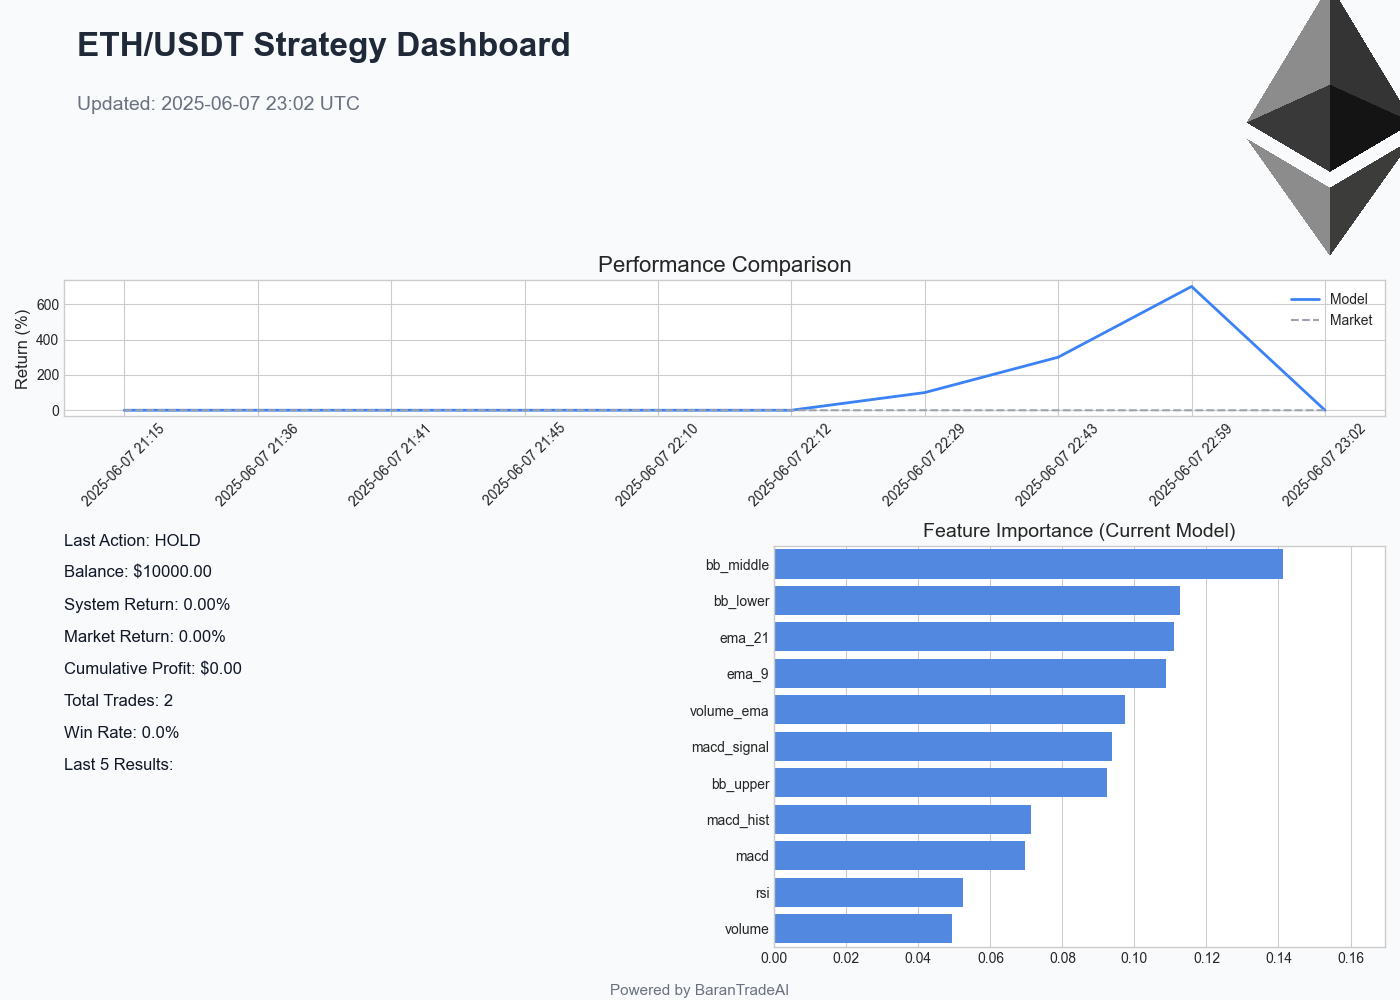 ETH/USDT Strategy Dashboard
Updated: 2025-06-07 23:02 UTC
Performance Comparison
Return (%)
600
400
200
0
Model
Market
2025-06-07 21:15
2025-06-07 21:36
2025-06-07 21:41
2025-06-07 21:45
2025-06-07 22:10
2025-06-07 22:12
2025-06-07 22:29
2025-06-07 22:43
2025-06-07 22:59
2025-06-07 23:02
Last Action: HOLD
Balance: $10000.00
System Return: 0.00%
Market Return: 0.00%
Cumulative Profit: $0.00
Total Trades: 2
Win Rate: 0.0%
Last 5 Results:
Feature Importance (Current Model)
bb_middle
bb_lower
ema_21
ema_9
volume_ema
macd_signal
bb_upper
macd_hist
macd
rsi
volume
0.00 0.02 0.04 0.06 0.08 0.10 0.12 0.14 0.16
Powered by BaranTradeAI